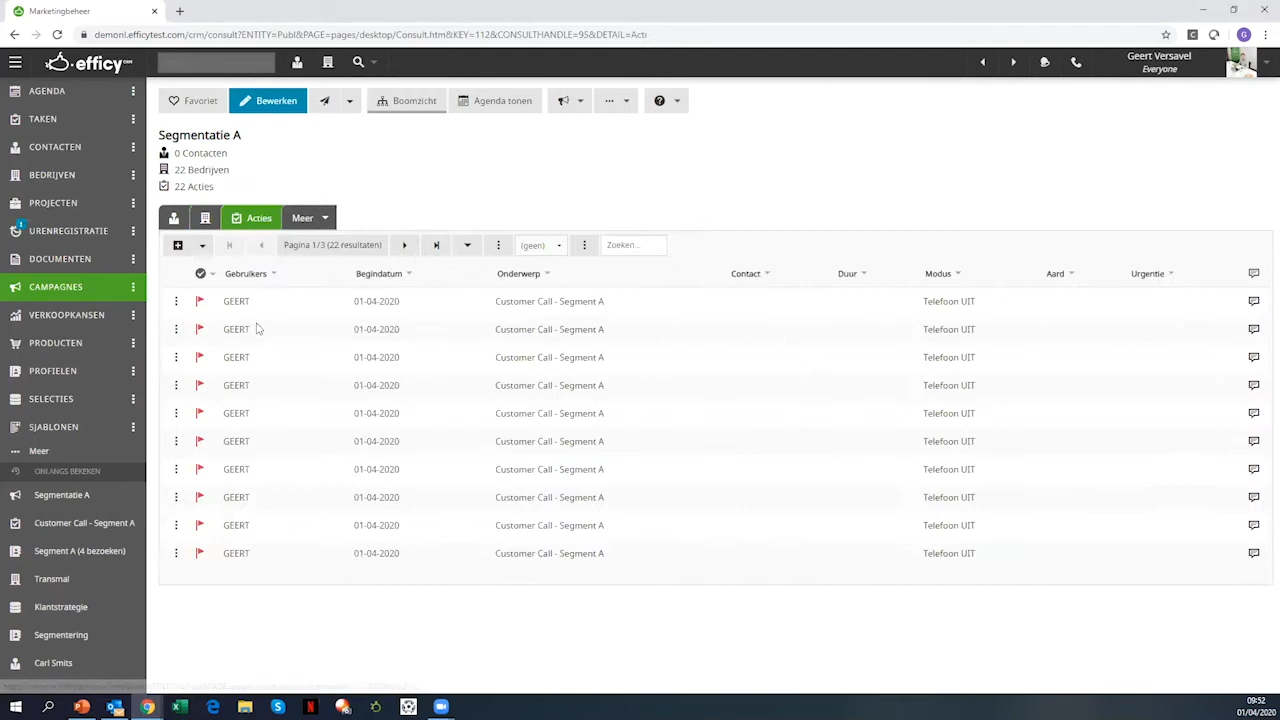 Marketingbeheer
demonl.efficytest.com/crm/consult?ENTITY=Publ&PAGE=pages/desktop/Consult.htm&KEY=112&CONSULTHANDLE=95&DETAIL=Acti
efficy CRM
Geert Versavel
Everyone
AGENDA
TAKEN
CONTACTEN
BEDRIJVEN
PROJECTEN
1
URENREGISTRATIE
DOCUMENTEN
CAMPAGNES
VERKOOPKANSEN
PRODUCTEN
PROFIELEN
SELECTIES
SJABLONEN
Meer
ONLANGS BEKEKEN
Segmentatie A
Customer Call - Segment A
Segment A (4 bezoeken)
Transmal
Klantstrategie
Segmentering
Carl Smits
Favoriet Bewerken Boomzicht Agenda tonen
Segmentatie A
0 Contacten
22 Bedrijven
22 Acties
Acties Meer
Pagina 1/3 (22 resultaten) (geen) Zoeken...
Gebruikers Begindatum Onderwerp Contact Duur Modus Aard Urgentie
GEERT 01-04-2020 Customer Call - Segment A Telefoon UIT
GEERT 01-04-2020 Customer Call - Segment A Telefoon UIT
GEERT 01-04-2020 Customer Call - Segment A Telefoon UIT
GEERT 01-04-2020 Customer Call - Segment A Telefoon UIT
GEERT 01-04-2020 Customer Call - Segment A Telefoon UIT
GEERT 01-04-2020 Customer Call - Segment A Telefoon UIT
GEERT 01-04-2020 Customer Call - Segment A Telefoon UIT
GEERT 01-04-2020 Customer Call - Segment A Telefoon UIT
GEERT 01-04-2020 Customer Call - Segment A Telefoon UIT
GEERT 01-04-2020 Customer Call - Segment A Telefoon UIT
09:52
01/04/2020